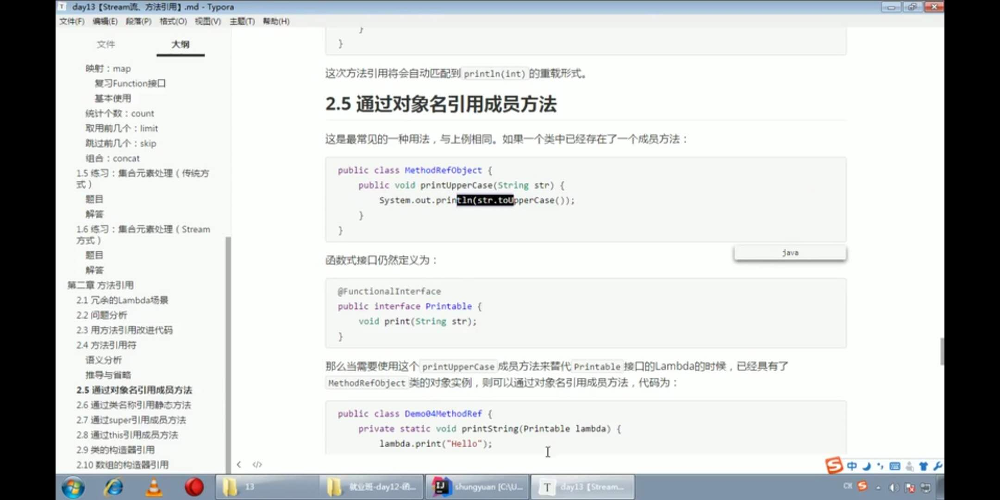 day13【Stream流、方法引用】.md - Typora
文件(F) 编辑(E) 段落(P) 格式(O) 视图(V) 主题(T) 帮助(H)
文件 大纲
映射：map
复习Function接口
基本使用
统计个数：count
取用前几个：limit
跳过前几个：skip
组合：concat
1.5 练习：集合元素处理（传统方
式）
题目
解答
1.6 练习：集合元素处理（Stream
方式）
题目
解答
第二章 方法引用
2.1 冗余的Lambda场景
2.2 问题分析
2.3 用方法引用改进代码
2.4 方法引用符
语义分析
推导与省略
2.5 通过对象名引用成员方法
2.6 通过类名称引用静态方法
2.7 通过super引用成员方法
2.8 通过this引用成员方法
2.9 类的构造器引用
2.10 数组的构造器引用
}
}
这次方法引用将会自动匹配到 println(int) 的重载形式。
2.5 通过对象名引用成员方法
这是最常见的一种用法，与上例相同。如果一个类中已经存在了一个成员方法：
public class MethodRefObject {
public void printUpperCase(String str) {
System.out.println(str.toUpperCase());
}
}
java
函数式接口仍然定义为：
@FunctionalInterface
public interface Printable {
void print(String str);
}
那么当需要使用这个 printUpperCase 成员方法来替代 Printable 接口的Lambda的时候，已经具有了
MethodRefObject 类的对象实例，则可以通过对象名引用成员方法，代码为：
public class Demo04MethodRef {
private static void printString(Printable lambda) {
lambda.print("Hello");
< </>
中
13 就业班-day12-函... shungyuan [C:\U... day13【Stream...
CH